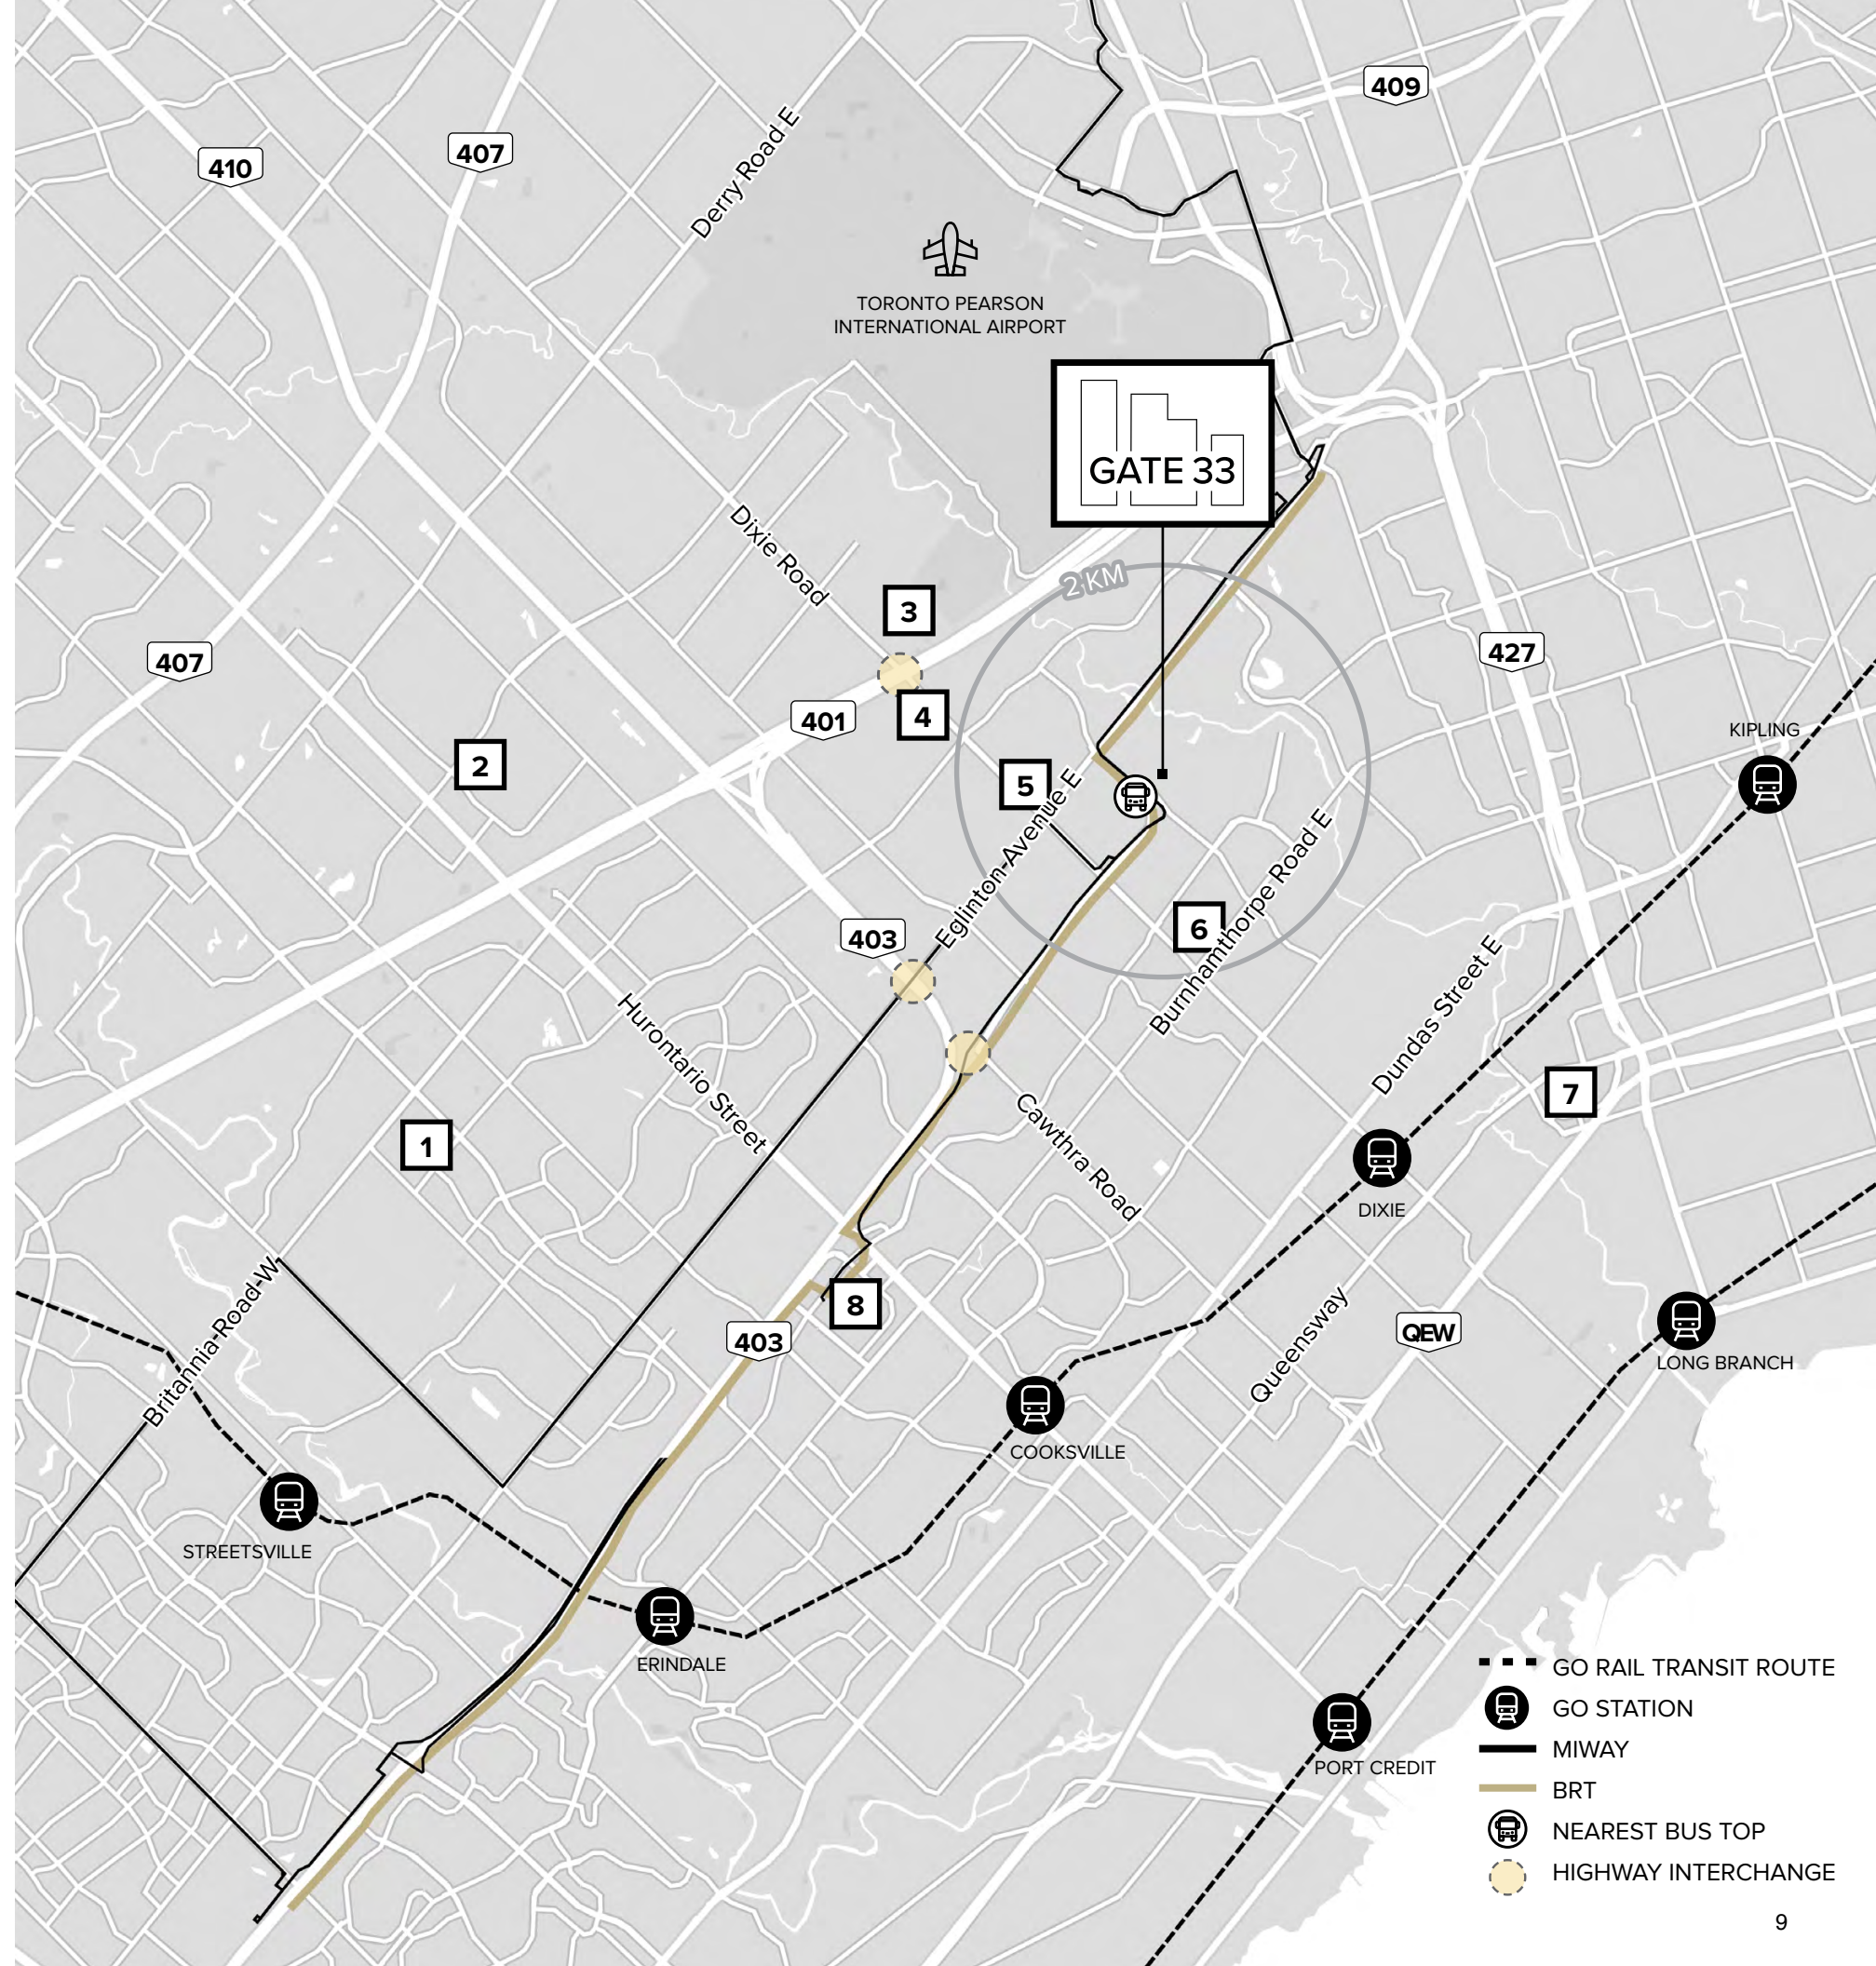 409
407
410
Derry Road E
TORONTO PEARSON
INTERNATIONAL AIRPORT
GATE 33
Dixie Road
2 KM
3
407
427
401
4
KIPLING
2
5
Eglinton Avenue E
Burnhamthorpe Road E
6
403
Dundas Street E
Hurontario Street
7
Cawthra Road
1
DIXIE
Britannia Road W
8
403
Queensway
QEW
LONG BRANCH
COOKSVILLE
STREETSVILLE
ERINDALE
PORT CREDIT
GO RAIL TRANSIT ROUTE
GO STATION
MIWAY
BRT
NEAREST BUS TOP
HIGHWAY INTERCHANGE
9